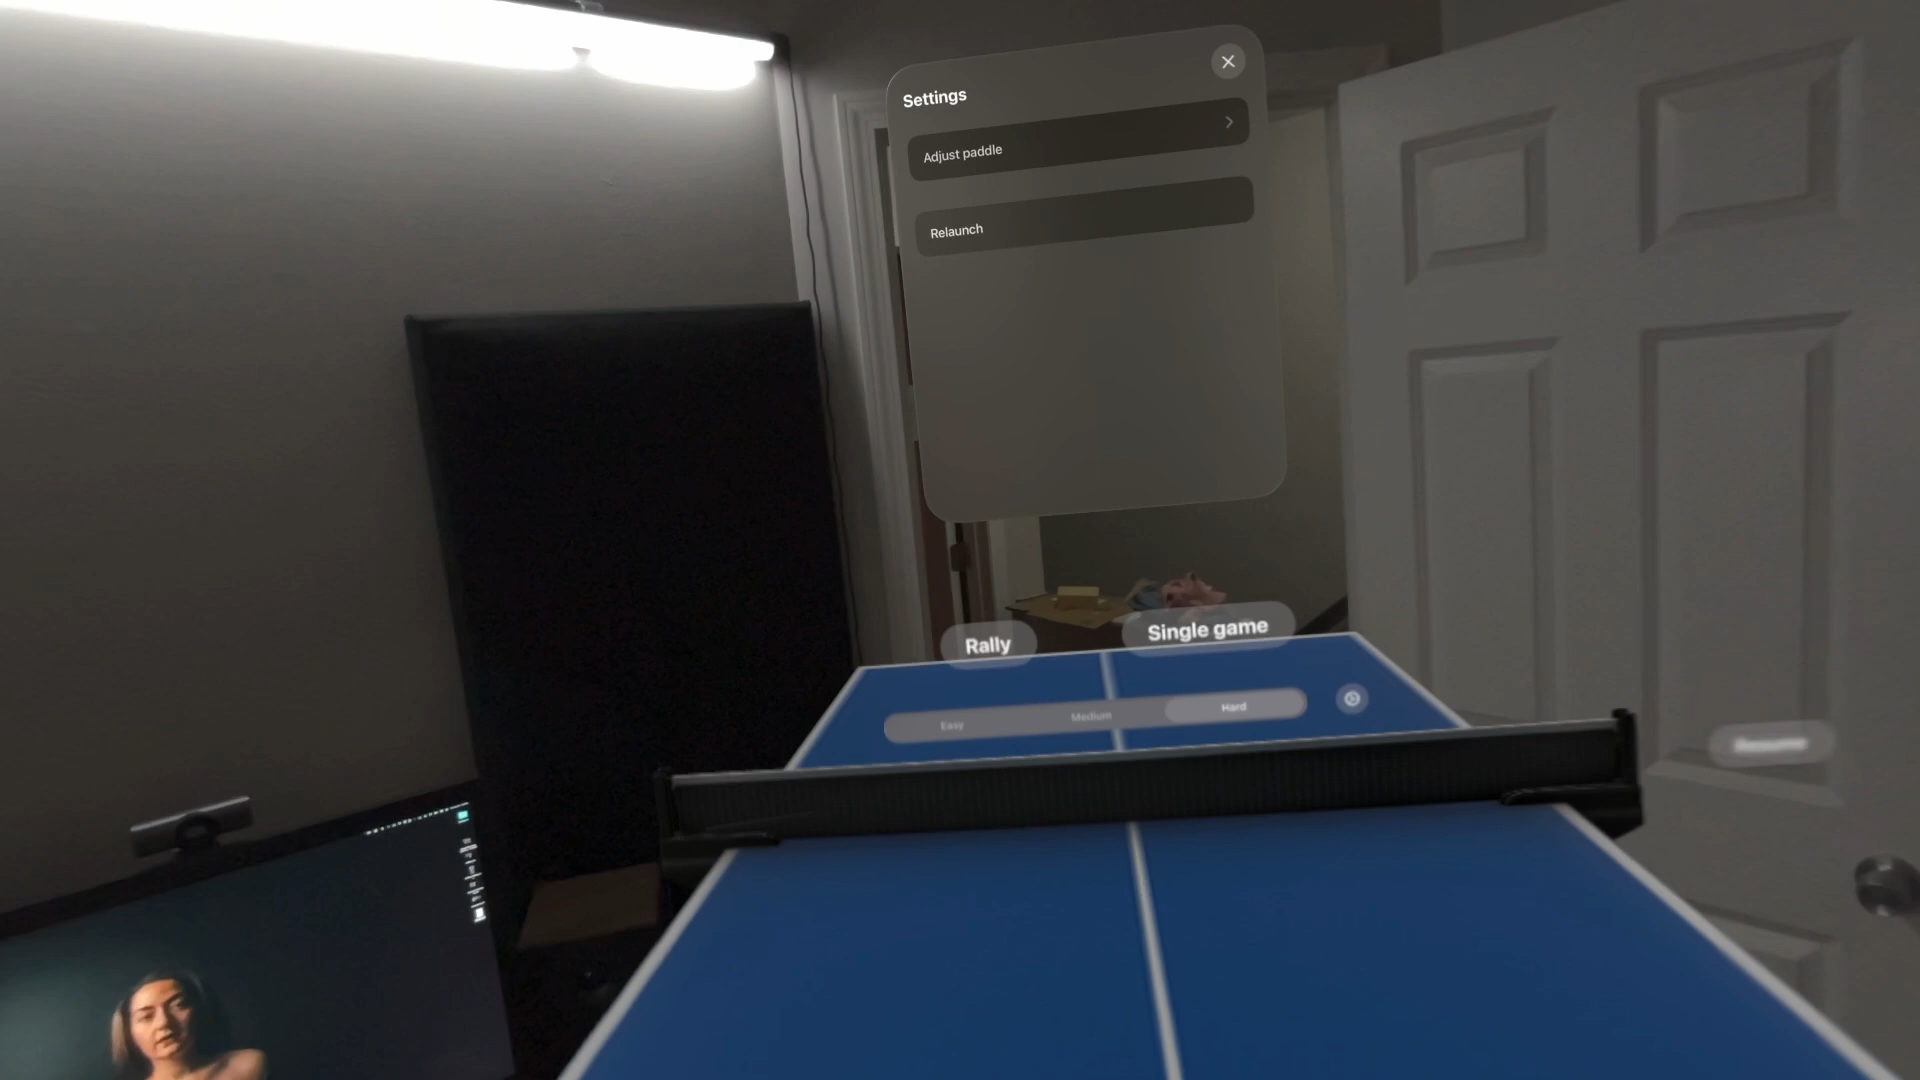 Settings
Adjust paddle
Relaunch
Rally
Single game
Easy
Medium
Hard